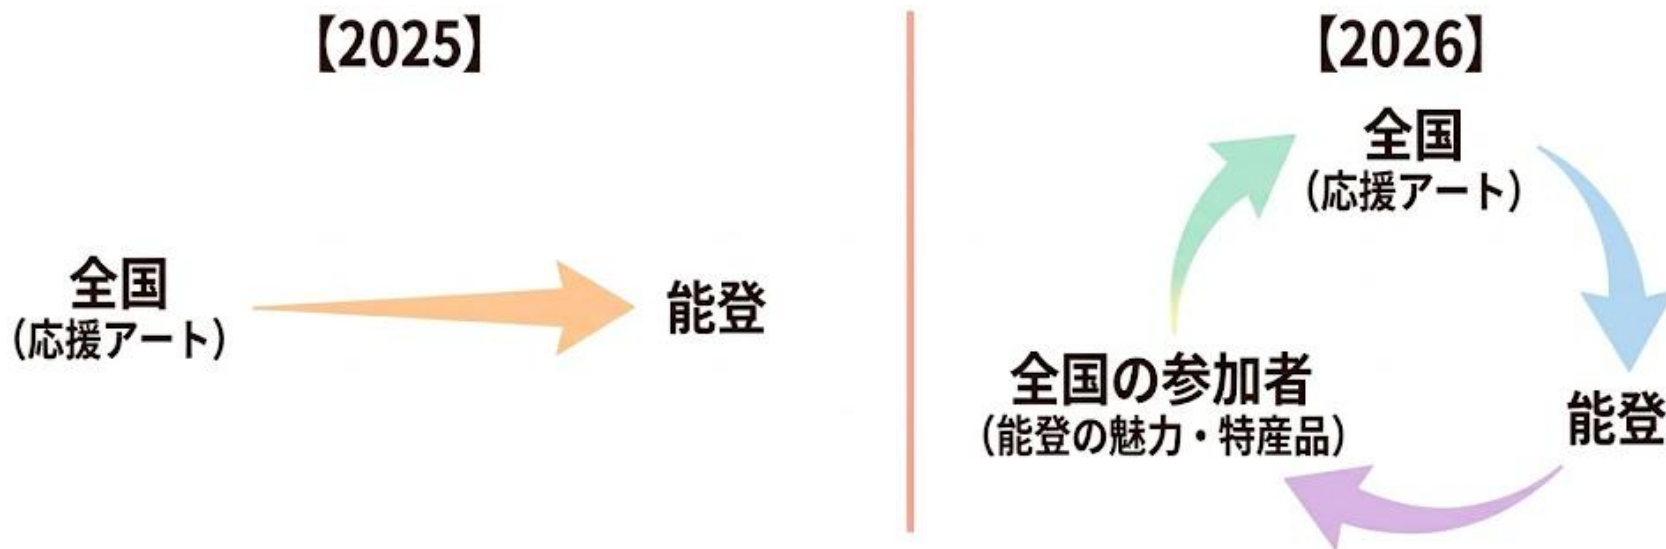 【2025】
全国
（応援アート）
能登
【2026】
全国
（応援アート）
能登
全国の参加者
（能登の魅力・特産品）